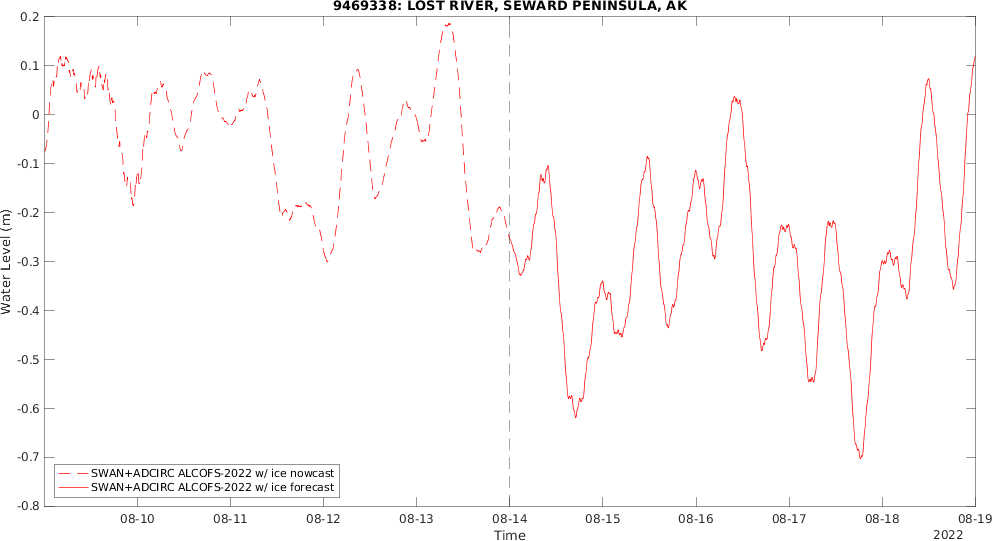 9469338: LOST RIVER, SEWARD PENINSULA, AK
0.2
0.1
0
-0.1
-0.2
-0.3
-0.4
-0.5
-0.6
-0.7
-0.8
Water Level (m)
SWAN+ADCIRC ALCOFS-2022 w/ ice nowcast
SWAN+ADCIRC ALCOFS-2022 w/ ice forecast
08-10 08-11 08-12 08-13 08-14 08-15 08-16 08-17 08-18 08-19
Time
2022